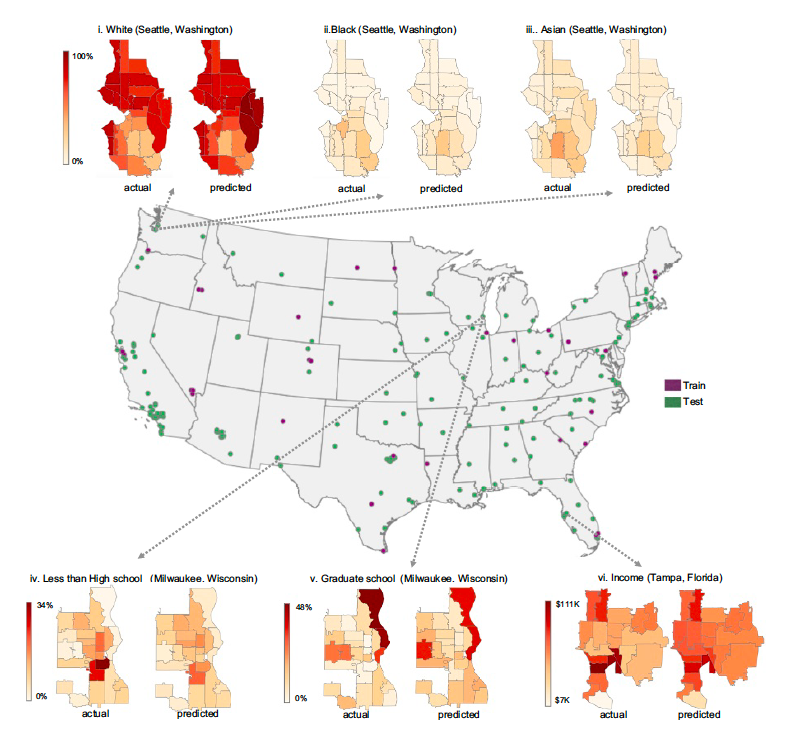 i. White (Seattle, Washington)
ii.Black (Seattle, Washington)
iii.. Asian (Seattle, Washington)
100%
0%
actual
predicted
actual
predicted
actual
predicted
Train
Test
iv. Less than High school (Milwaukee. Wisconsin)
v. Graduate school (Milwaukee. Wisconsin)
vi. Income (Tampa, Florida)
34%
0%
48%
0%
$111K
$7K
actual
predicted
actual
predicted
actual
predicted